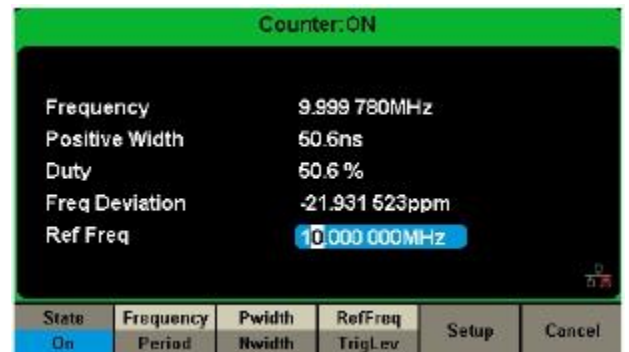 Counter:ON
Frequency 9.999 780MHz
Positive Width 50.6ns
Duty 50.6 %
Freq Deviation -21.931 523ppm
Ref Freq 10.000 000MHz
State Frequency Pwidth RefFreq Setup Cancel
On Period Nwidth TrigLev